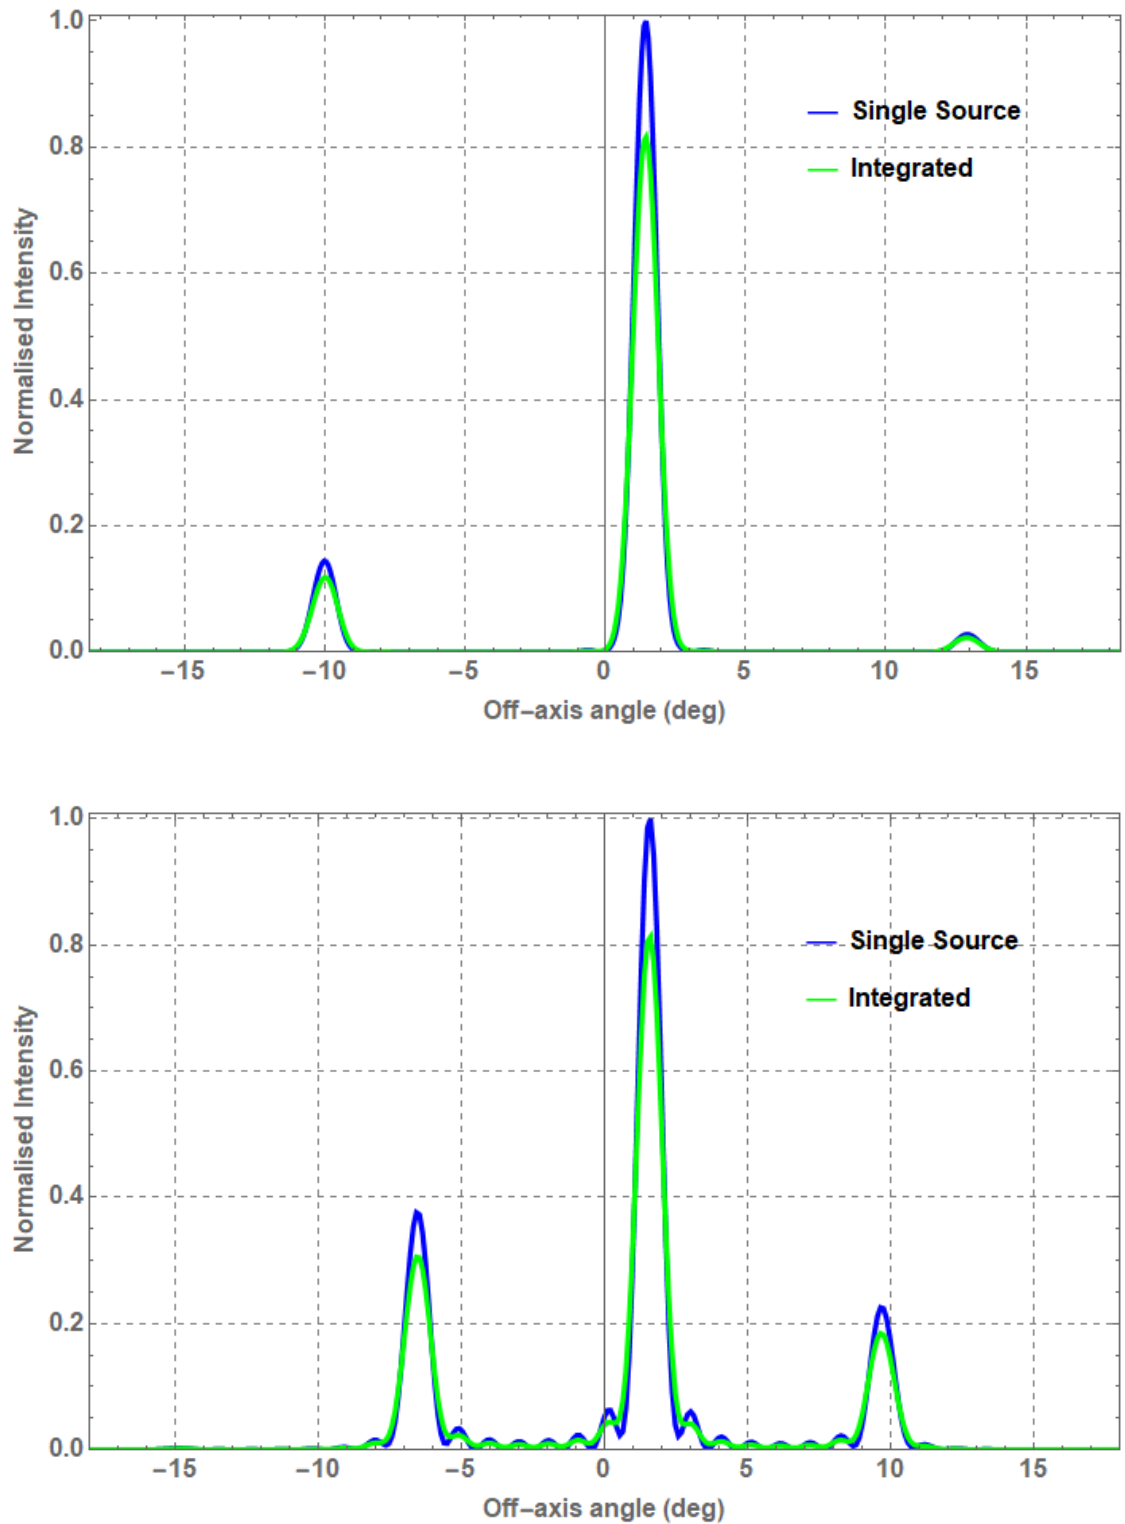 1.0
Single Source
0.8
Integrated
0.6
0.4
0.2
0.0
Normalised Intensity
−15 −10 −5 0 5 10 15
Off−axis angle (deg)
1.0
0.8
Single Source
Integrated
0.6
0.4
0.2
0.0
Normalised Intensity
−15 −10 −5 0 5 10 15
Off−axis angle (deg)